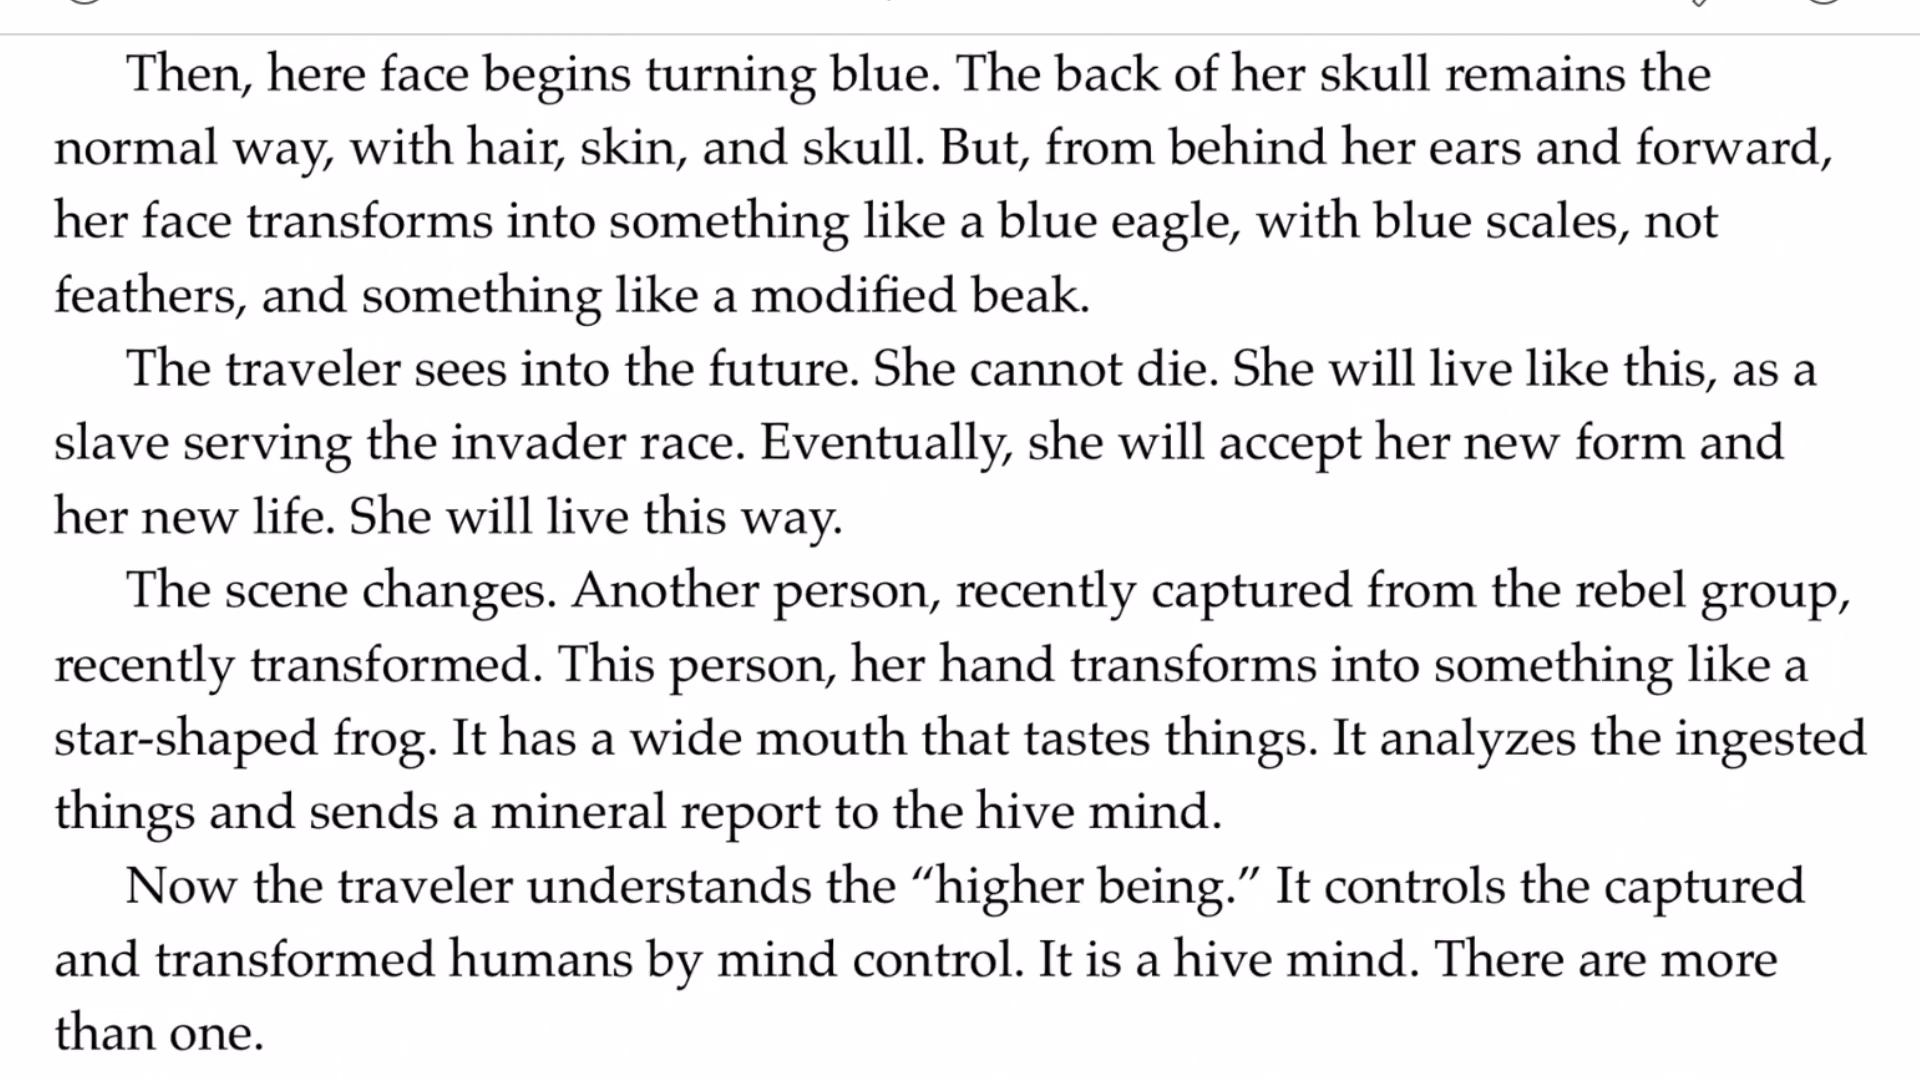 Then, here face begins turning blue. The back of her skull remains the
normal way, with hair, skin, and skull. But, from behind her ears and forward,
her face transforms into something like a blue eagle, with blue scales, not
feathers, and something like a modified beak.
The traveler sees into the future. She cannot die. She will live like this, as a
slave serving the invader race. Eventually, she will accept her new form and
her new life. She will live this way.
The scene changes. Another person, recently captured from the rebel group,
recently transformed. This person, her hand transforms into something like a
star-shaped frog. It has a wide mouth that tastes things. It analyzes the ingested
things and sends a mineral report to the hive mind.
Now the traveler understands the “higher being.” It controls the captured
and transformed humans by mind control. It is a hive mind. There are more
than one.